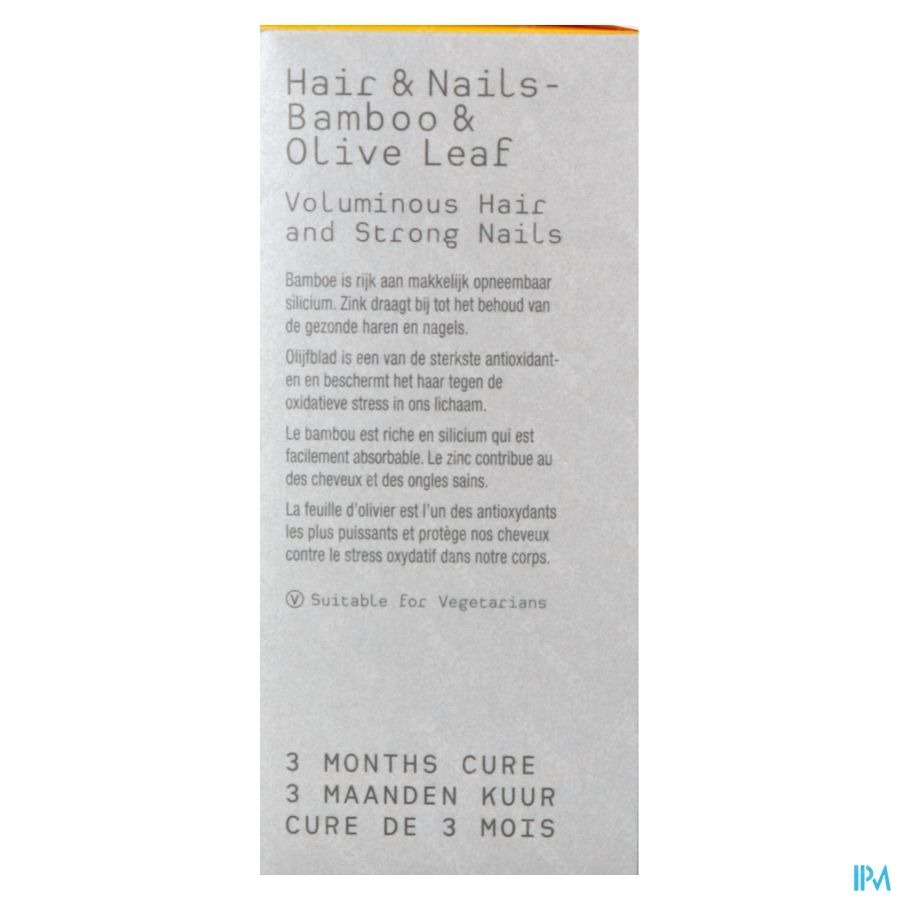 Hair & Nails-
Bamboo &
Olive Leaf
Voluminous Hair
and Strong Nails
Bamboe is rijk aan makkelijk opneembaar
silicium. Zink draagt bij tot het behoud van
de gezonde haren en nagels.
Olijfblad is een van de sterkste antioxidant-
en en beschermt het haar tegen de
oxidatieve stress in ons lichaam.
Le bambou est riche en silicium qui est
facilement absorbable. Le zinc contribue au
des cheveux et des ongles sains.
La feuille d'olivier est l'un des antioxydants
les plus puissants et protège nos cheveux
contre le stress oxydatif dans notre corps.
V Suitable for Vegetarians
3 MONTHS CURE
3 MAANDEN KUUR
CURE DE 3 MOIS
IPM